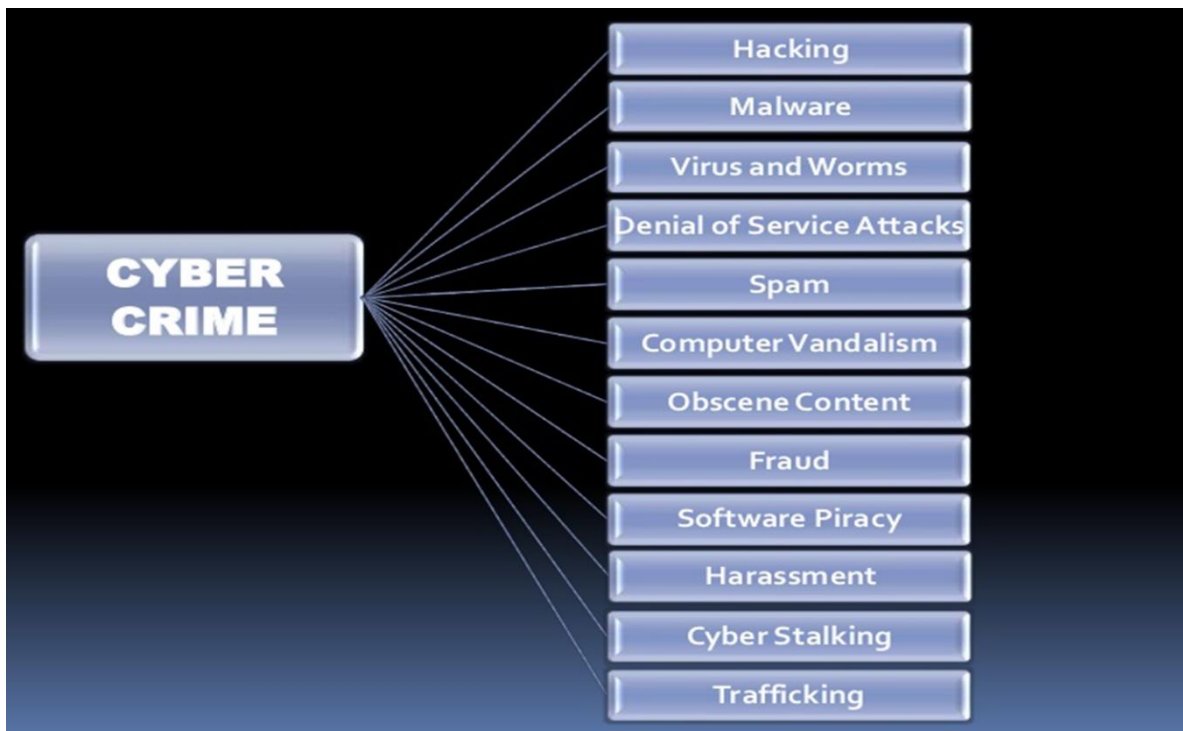 CYBER
CRIME
Hacking
Malware
Virus and Worms
Denial of Service Attacks
Spam
Computer Vandalism
Obscene Content
Fraud
Software Piracy
Harassment
Cyber Stalking
Trafficking